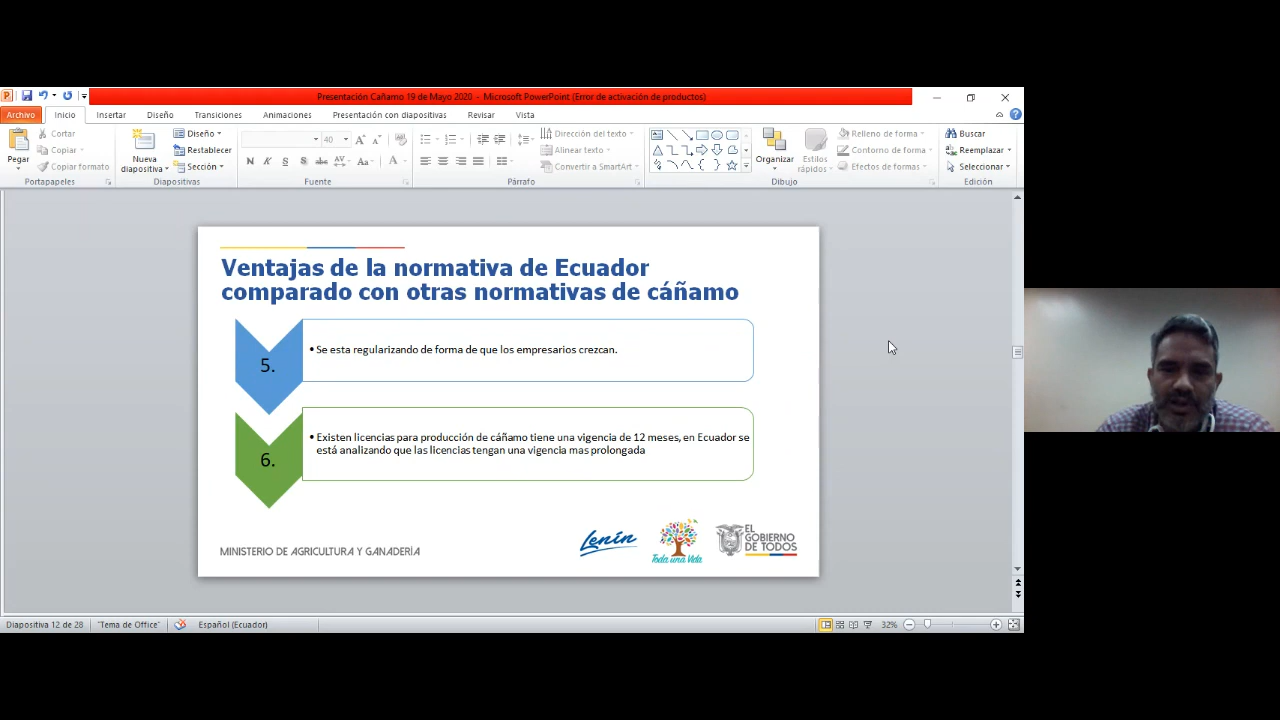 Presentación Cañamo 19 de Mayo 2020 - Microsoft PowerPoint (Error de activación de productos)
Archivo Inicio Insertar Diseño Transiciones Animaciones Presentación con diapositivas Revisar Vista
Pegar
Cortar
Copiar
Copiar formato
Portapapeles
Nueva
diapositiva
Diseño
Restablecer
Sección
Diapositivas
40
N K S S abc AV Aa A
Fuente
Dirección del texto
Alinear texto
Convertir a SmartArt
Párrafo
Organizar
Estilos
rápidos
Relleno de forma
Contorno de forma
Efectos de formas
Dibujo
Buscar
Reemplazar
Seleccionar
Edición
Ventajas de la normativa de Ecuador
comparado con otras normativas de cáñamo
5.
• Se esta regularizando de forma de que los empresarios crezcan.
6.
• Existen licencias para producción de cáñamo tiene una vigencia de 12 meses, en Ecuador se
está analizando que las licencias tengan una vigencia mas prolongada
MINISTERIO DE AGRICULTURA Y GANADERÍA
Lenín
Toda una Vida
EL
GOBIERNO
DE TODOS
Diapositiva 12 de 28 "Tema de Office" Español (Ecuador) 32%